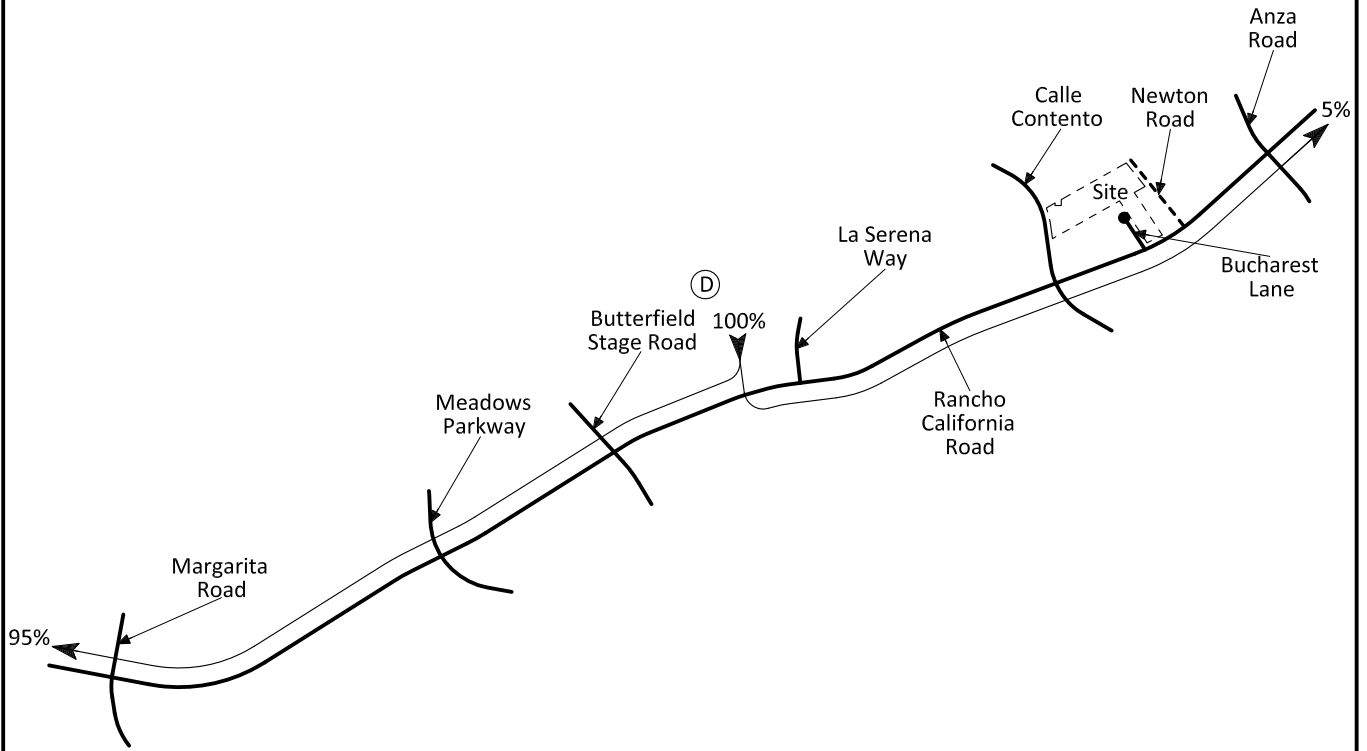 Anza
Road
5%
Calle
Contento
Newton
Road
Site
La Serena
Way
Bucharest
Lane
D
Butterfield
Stage Road
100%
Rancho
California
Road
Meadows
Parkway
Margarita
Road
95%